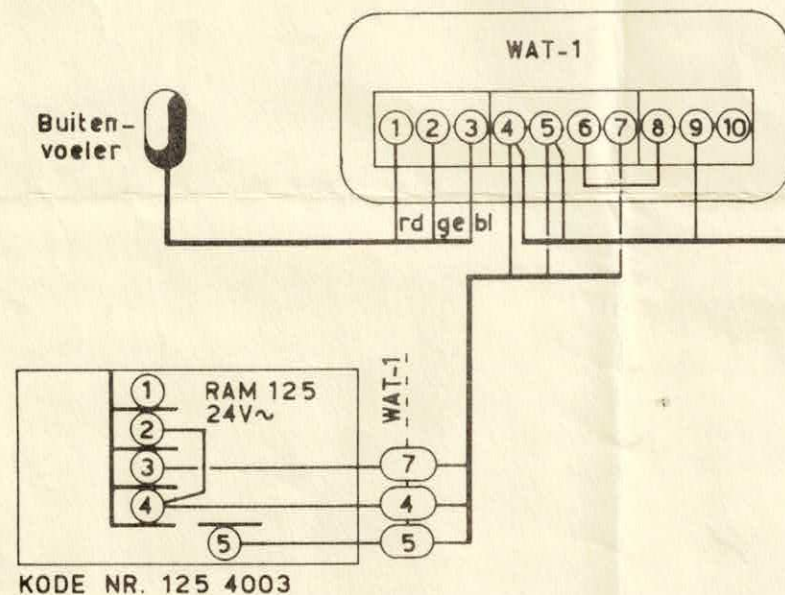 WAT-1
1 2 3 4 5 6 7 8 9 10
Buiten-
voeler
rd ge bl
RAM 125
24V~
1
2
3
4
5
WAT-1
7
4
5
KODE NR. 125 4003